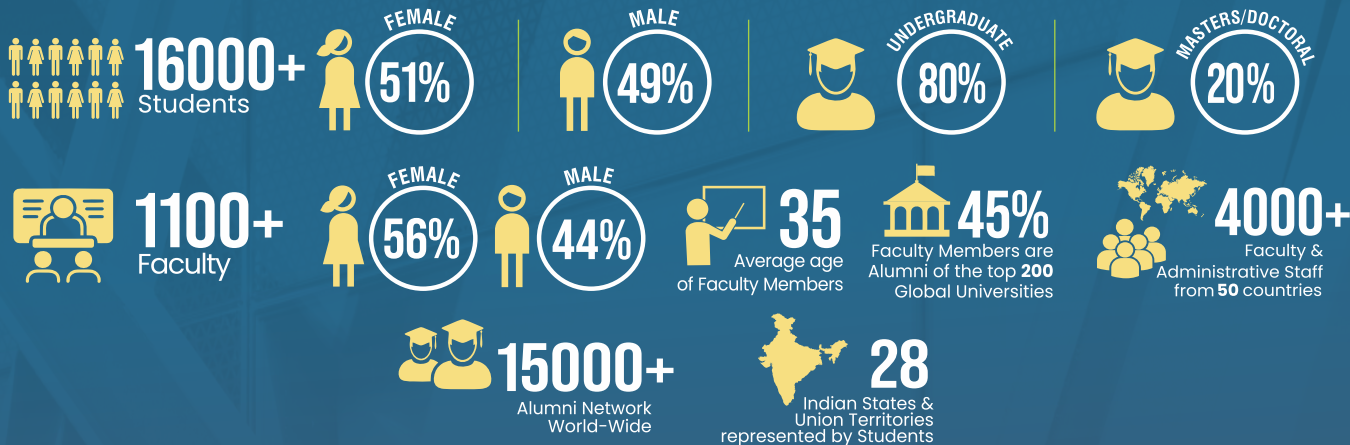 16000+
Students
FEMALE
51%
MALE
49%
UNDERGRADUATE
80%
MASTERS/DOCTORAL
20%
1100+
Faculty
FEMALE
56%
MALE
44%
35
Average age
of Faculty Members
45%
Faculty Members are
Alumni of the top 200
Global Universities
4000+
Faculty &
Administrative Staff
from 50 countries
15000+
Alumni Network
World-Wide
28
Indian States &
Union Territories
represented by Students